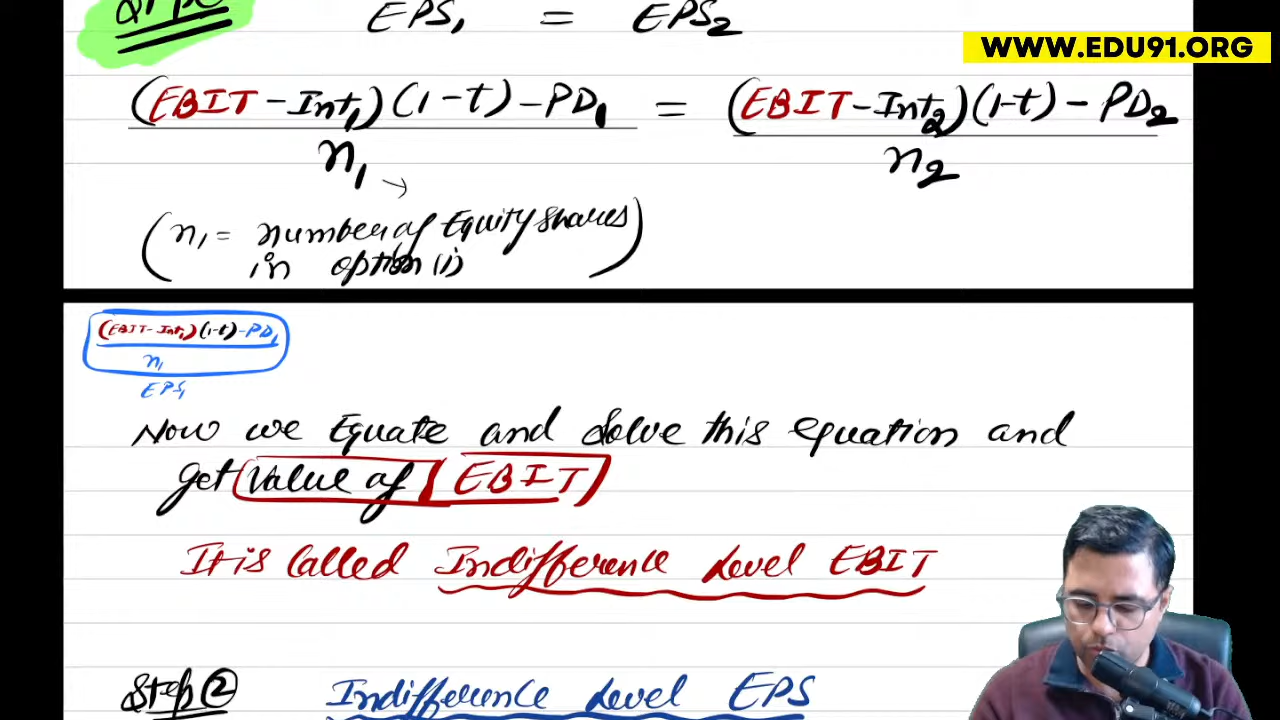 EPS₁ = EPS₂
WWW.EDU91.ORG
(EBIT-Int₁)(1-t)-PD₁ = (EBIT-Int₂)(1-t)-PD₂
n₁ n₂
(n₁ = number of Equity shares
in option (i))
(EBIT-Int₁)(1-t)-PD₁
n₁
EPS₁
Now we Equate and Solve this equation and
get Value of EBIT
It is Called Indifference Level EBIT
Step ② Indifference Level EPS